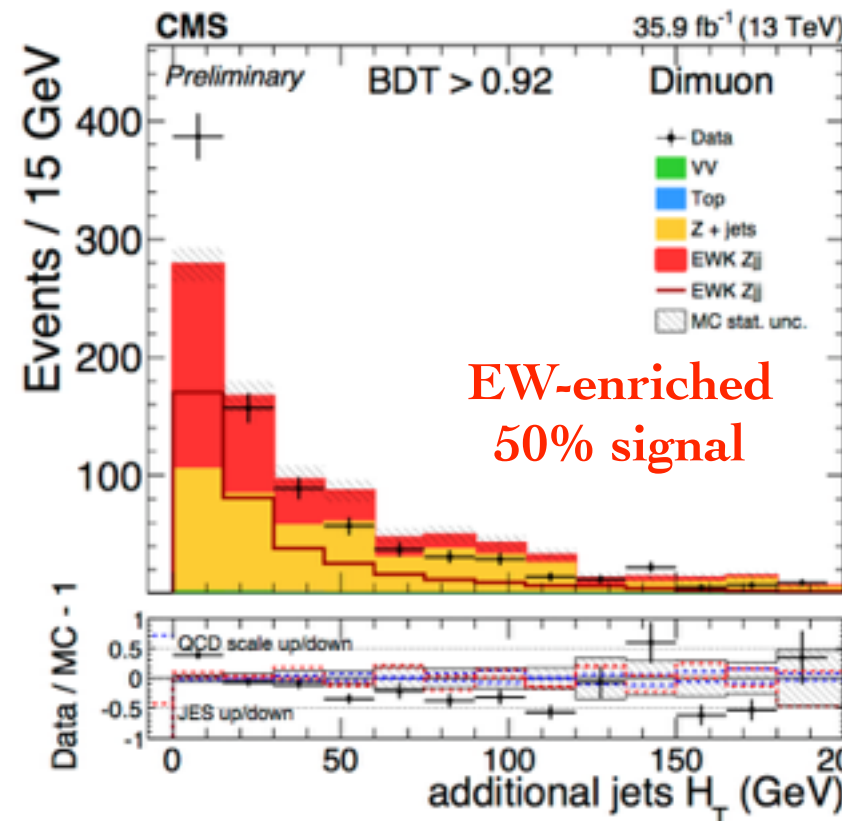 CMS 35.9 fb⁻¹ (13 TeV)
Preliminary BDT > 0.92 Dimuon
Data
VV
Top
Z + jets
EWK Zjj
EWK Zjj
MC stat. unc.
EW-enriched
50% signal
Events / 15 GeV
400
300
200
100
Data / MC - 1
1
0.5
0
-0.5
-1
QCD scale up/down
JES up/down
0 50 100 150 20
additional jets H_T (GeV)